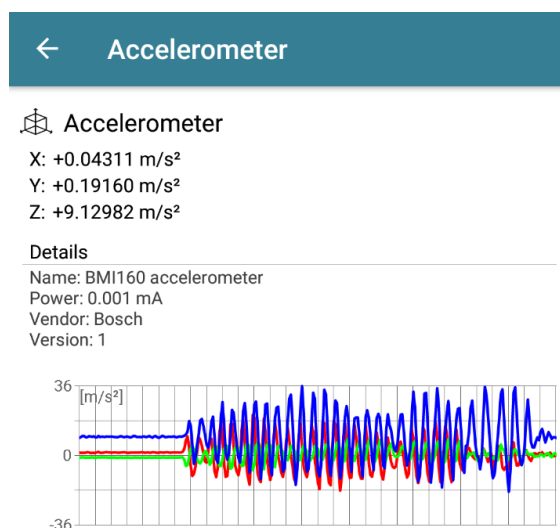 Accelerometer
Accelerometer
X: +0.04311 m/s²
Y: +0.19160 m/s²
Z: +9.12982 m/s²
Details
Name: BMI160 accelerometer
Power: 0.001 mA
Vendor: Bosch
Version: 1
36
[m/s²]
0
-36